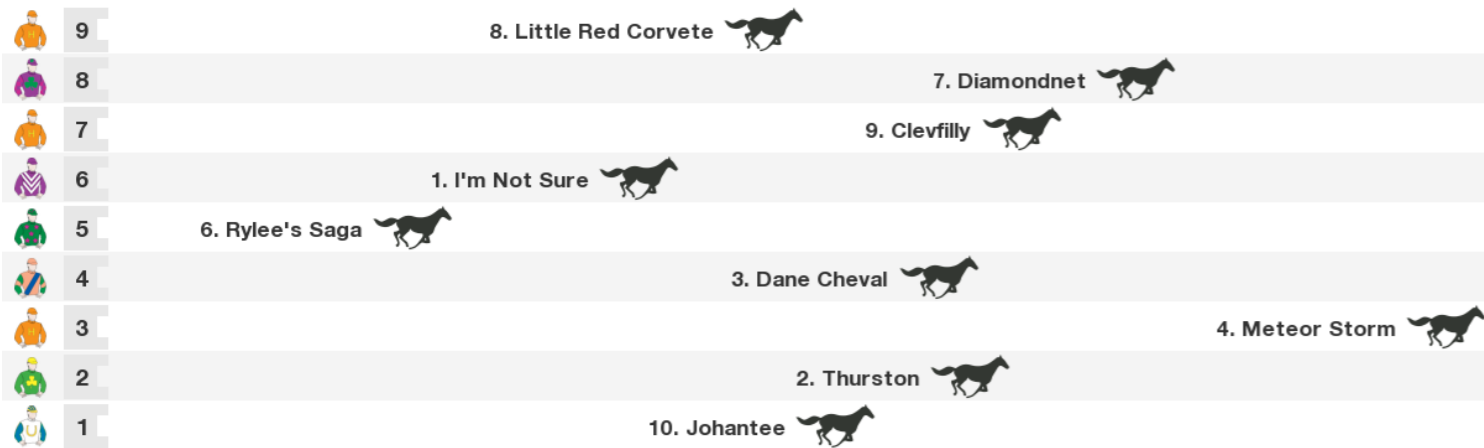 9 8. Little Red Corvete
8 7. Diamondnet
7 9. Clevfilly
6 1. I'm Not Sure
5 6. Rylee's Saga
4 3. Dane Cheval
3 4. Meteor Storm
2 2. Thurston
1 10. Johantee